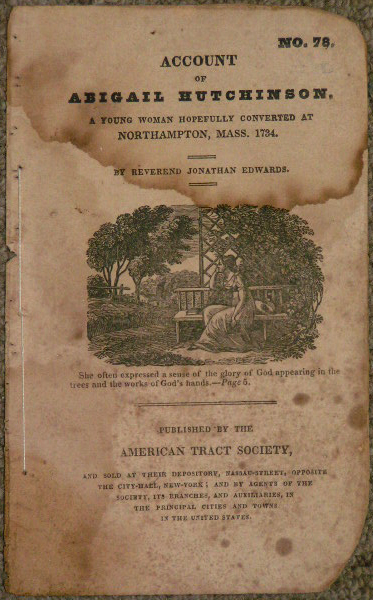 NO. 78.
ACCOUNT
OF
ABIGAIL HUTCHINSON.
A YOUNG WOMAN HOPEFULLY CONVERTED AT
NORTHAMPTON, MASS. 1734.
BY REVEREND JONATHAN EDWARDS.
She often expressed a sense of the glory of God appearing in the
trees and the works of God's hands.—Page 5.
PUBLISHED BY THE
AMERICAN TRACT SOCIETY,
AND SOLD AT THEIR DEPOSITORY, NASSAU-STREET, OPPOSITE
THE CITY-HALL, NEW-YORK; AND BY AGENTS OF THE
SOCIETY, ITS BRANCHES, AND AUXILIARIES, IN
THE PRINCIPAL CITIES AND TOWNS
IN THE UNITED STATES.